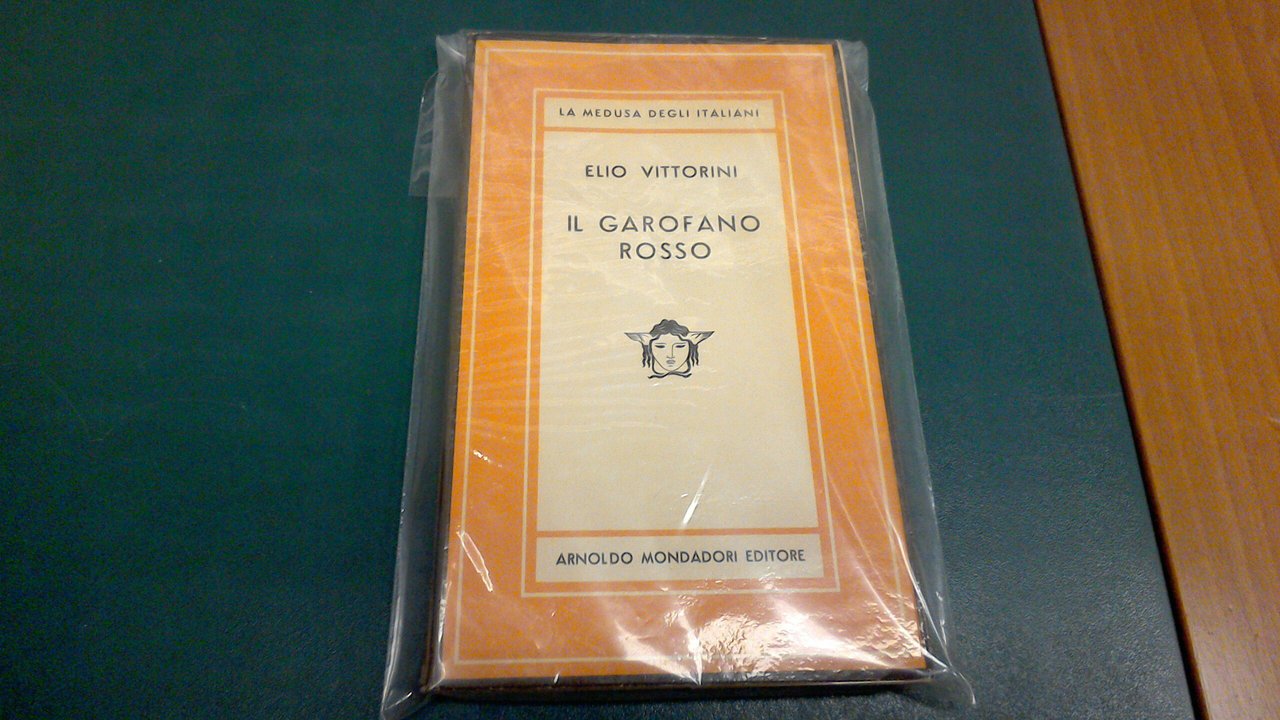 LA MEDUSA DEGLI ITALIANI
ELIO VITTORINI
IL GAROFANO
ROSSO
ARNOLDO MONDADORI EDITORE